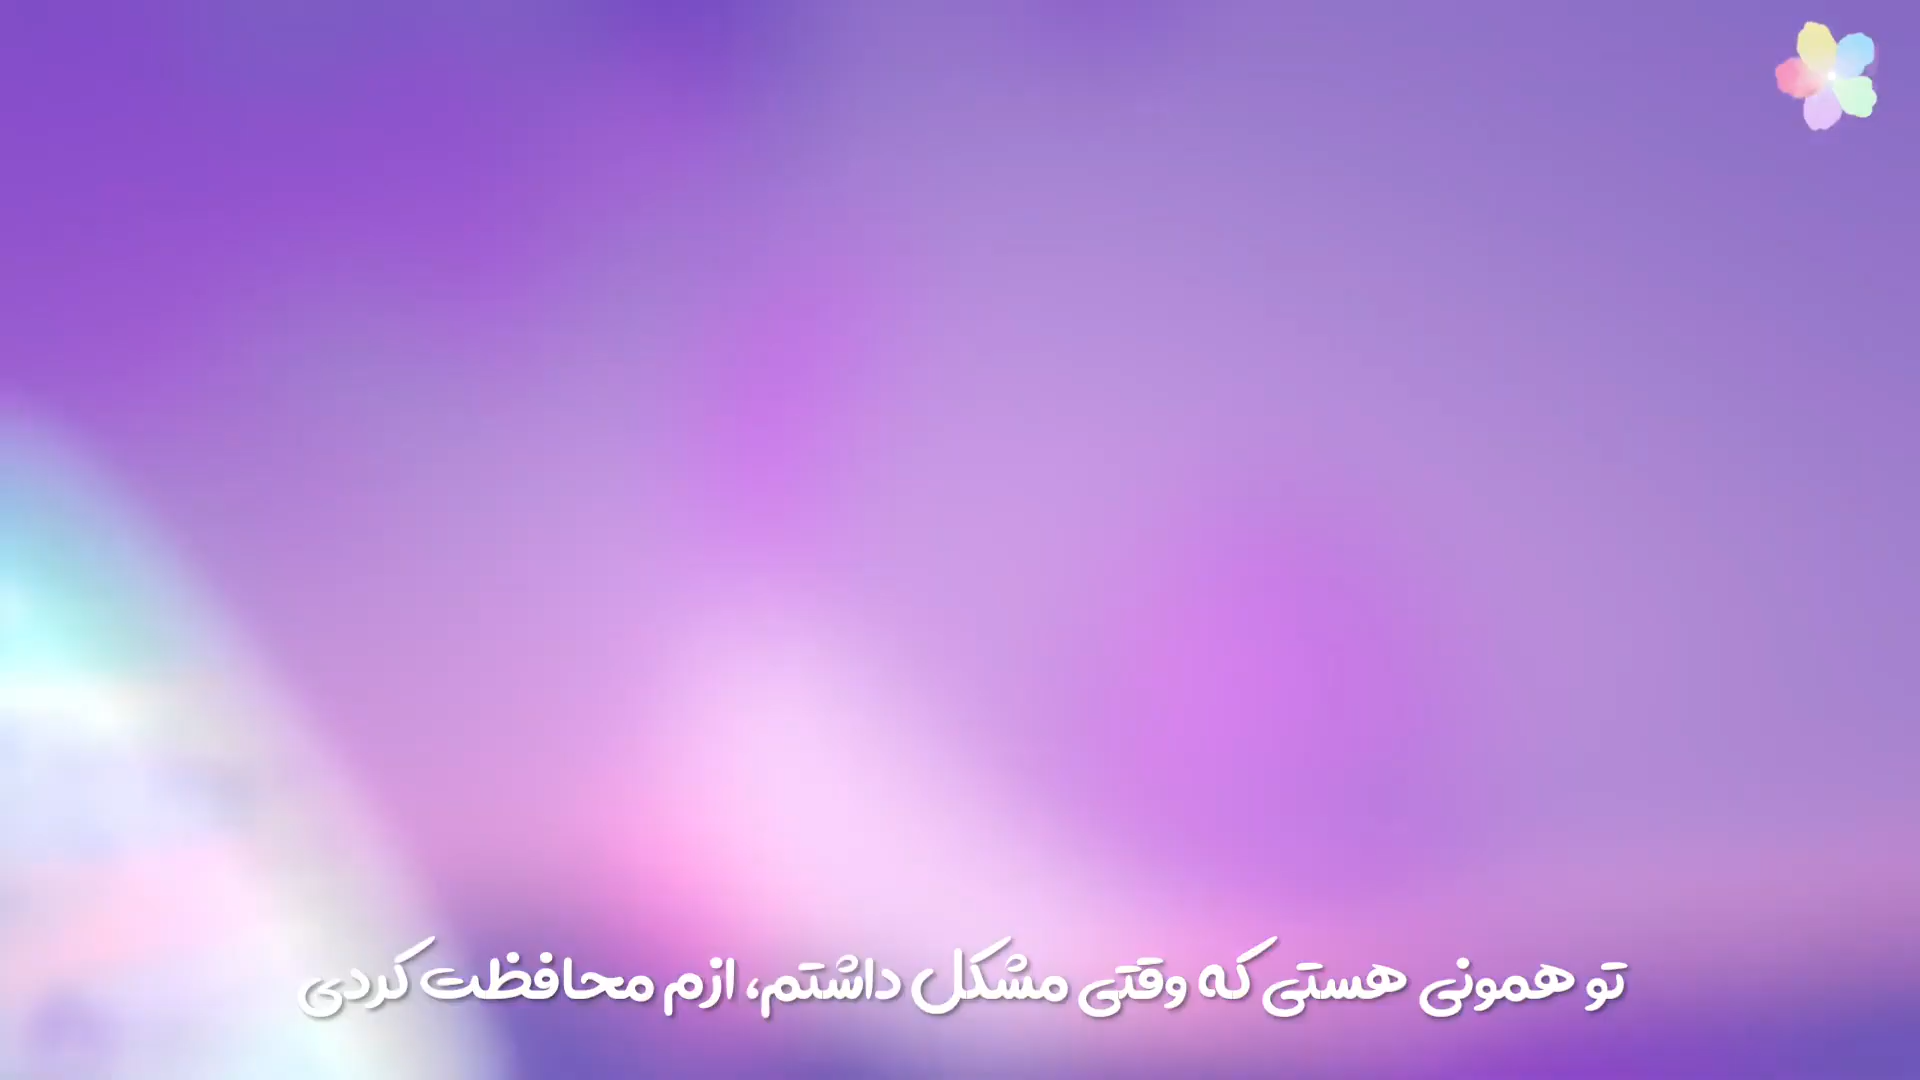 تو همونی هستی که وقتی مشکل داشتم، ازم محافظت کردی